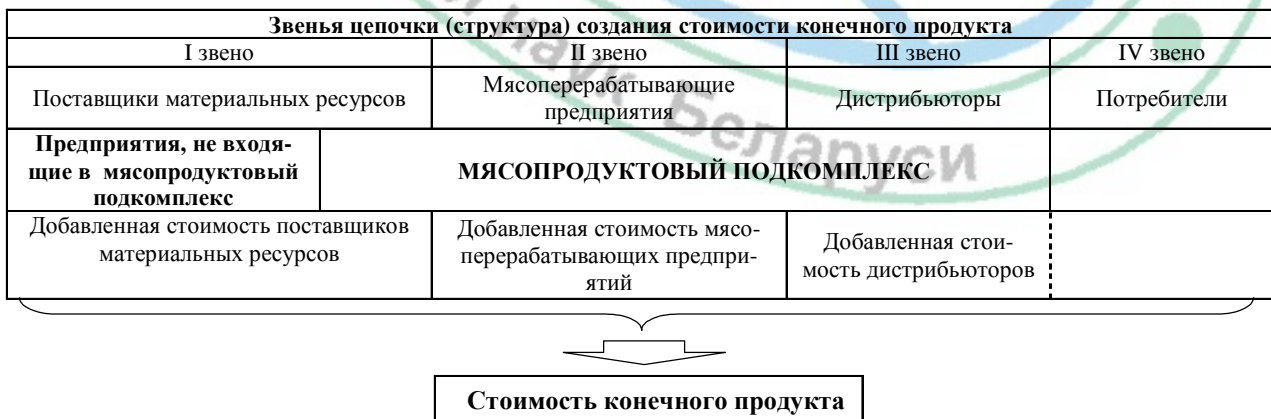 Звенья цепочки (структура) создания стоимости конечного продукта
I звено
II звено
III звено
IV звено
Поставщики материальных ресурсов
Мясоперерабатывающие
предприятия
Дистрибьюторы
Потребители
Предприятия, не входя-
щие в мясопродуктовый
подкомплекс
МЯСОПРОДУКТОВЫЙ ПОДКОМПЛЕКС
Добавленная стоимость поставщиков
материальных ресурсов
Добавленная стоимость мясо-
перерабатывающих предпри-
ятий
Добавленная стои-
мость дистрибьюторов
Стоимость конечного продукта
наук Беларуси